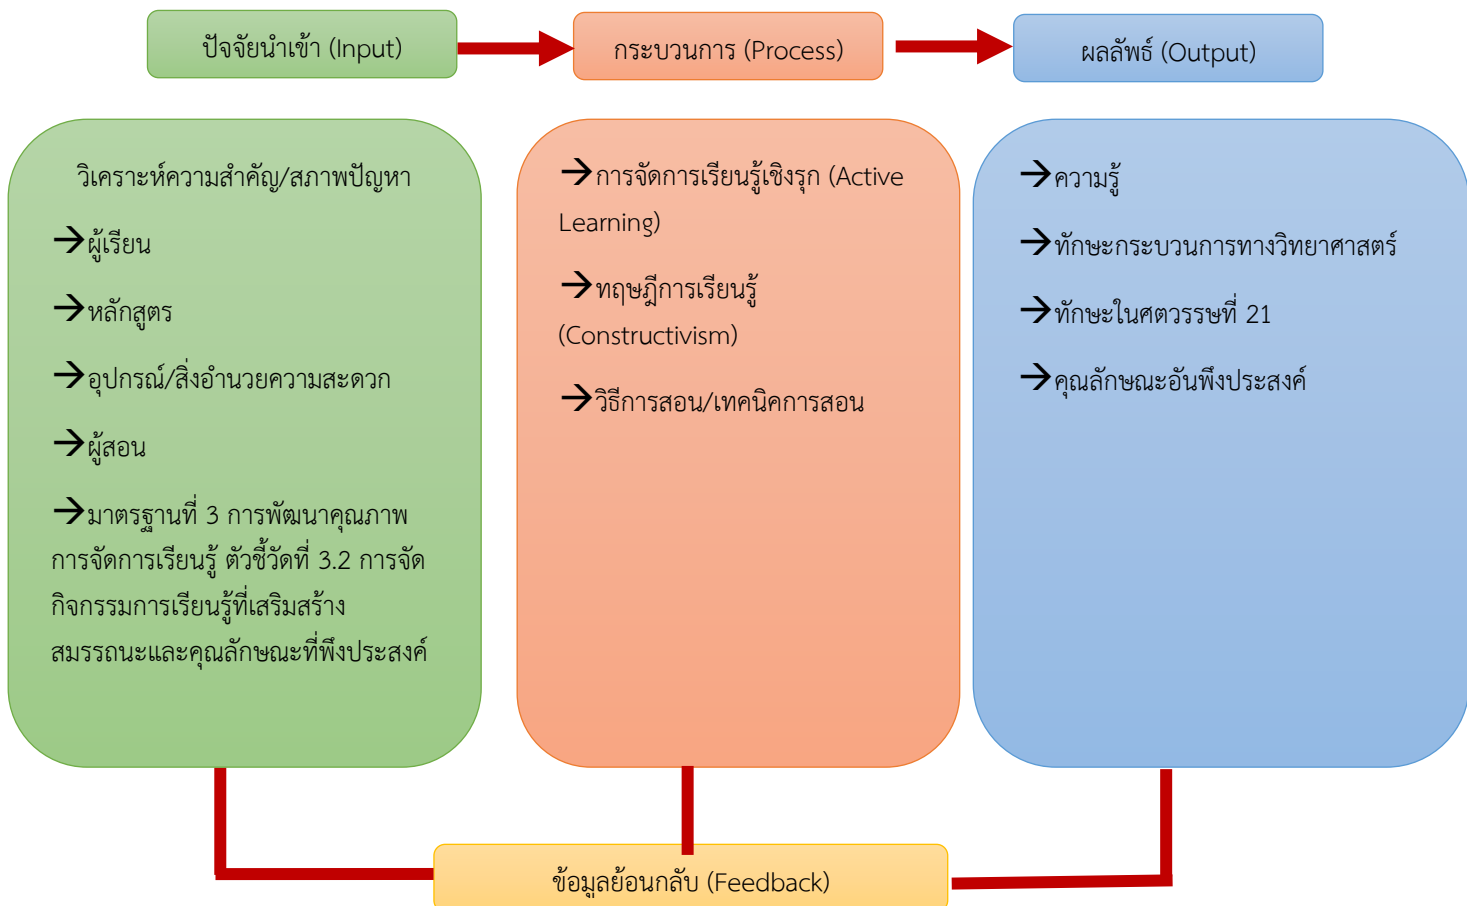 ปัจจัยนำเข้า (Input)
กระบวนการ (Process)
ผลลัพธ์ (Output)
วิเคราะห์ความสำคัญ/สภาพปัญหา
→ผู้เรียน
→หลักสูตร
→อุปกรณ์/สิ่งอำนวยความสะดวก
→ผู้สอน
→มาตรฐานที่ 3 การพัฒนาคุณภาพ
การจัดการเรียนรู้ ตัวชี้วัดที่ 3.2 การจัด
กิจกรรมการเรียนรู้ที่เสริมสร้าง
สมรรถนะและคุณลักษณะที่พึงประสงค์
→การจัดการเรียนรู้เชิงรุก (Active
Learning)
→ทฤษฎีการเรียนรู้
(Constructivism)
→วิธีการสอน/เทคนิคการสอน
→ความรู้
→ทักษะกระบวนการทางวิทยาศาสตร์
→ทักษะในศตวรรษที่ 21
→คุณลักษณะอันพึงประสงค์
ข้อมูลย้อนกลับ (Feedback)